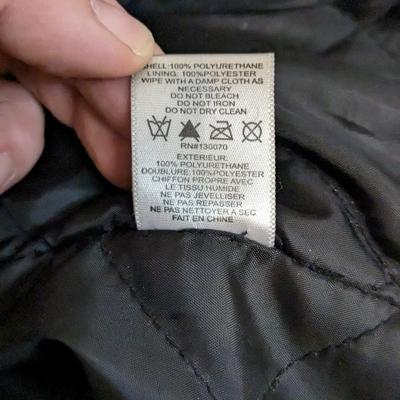 SHELL:100% POLYURETHANE
LINING: 100%POLYESTER
WIPE WITH A DAMP CLOTH AS
NECESSARY
DO NOT BLEACH
DO NOT IRON
DO NOT DRY CLEAN
RN#130070
EXTERIEUR:
100% POLYURETHANE
DOUBLURE:100%POLYESTER
CHIFFON PROPRE AVEC
LE TISSU HUMIDE
NE PAS JEVELLISER
NE PAS REPASSER
NE PAS NETTOYER A SEC
FAIT EN CHINE